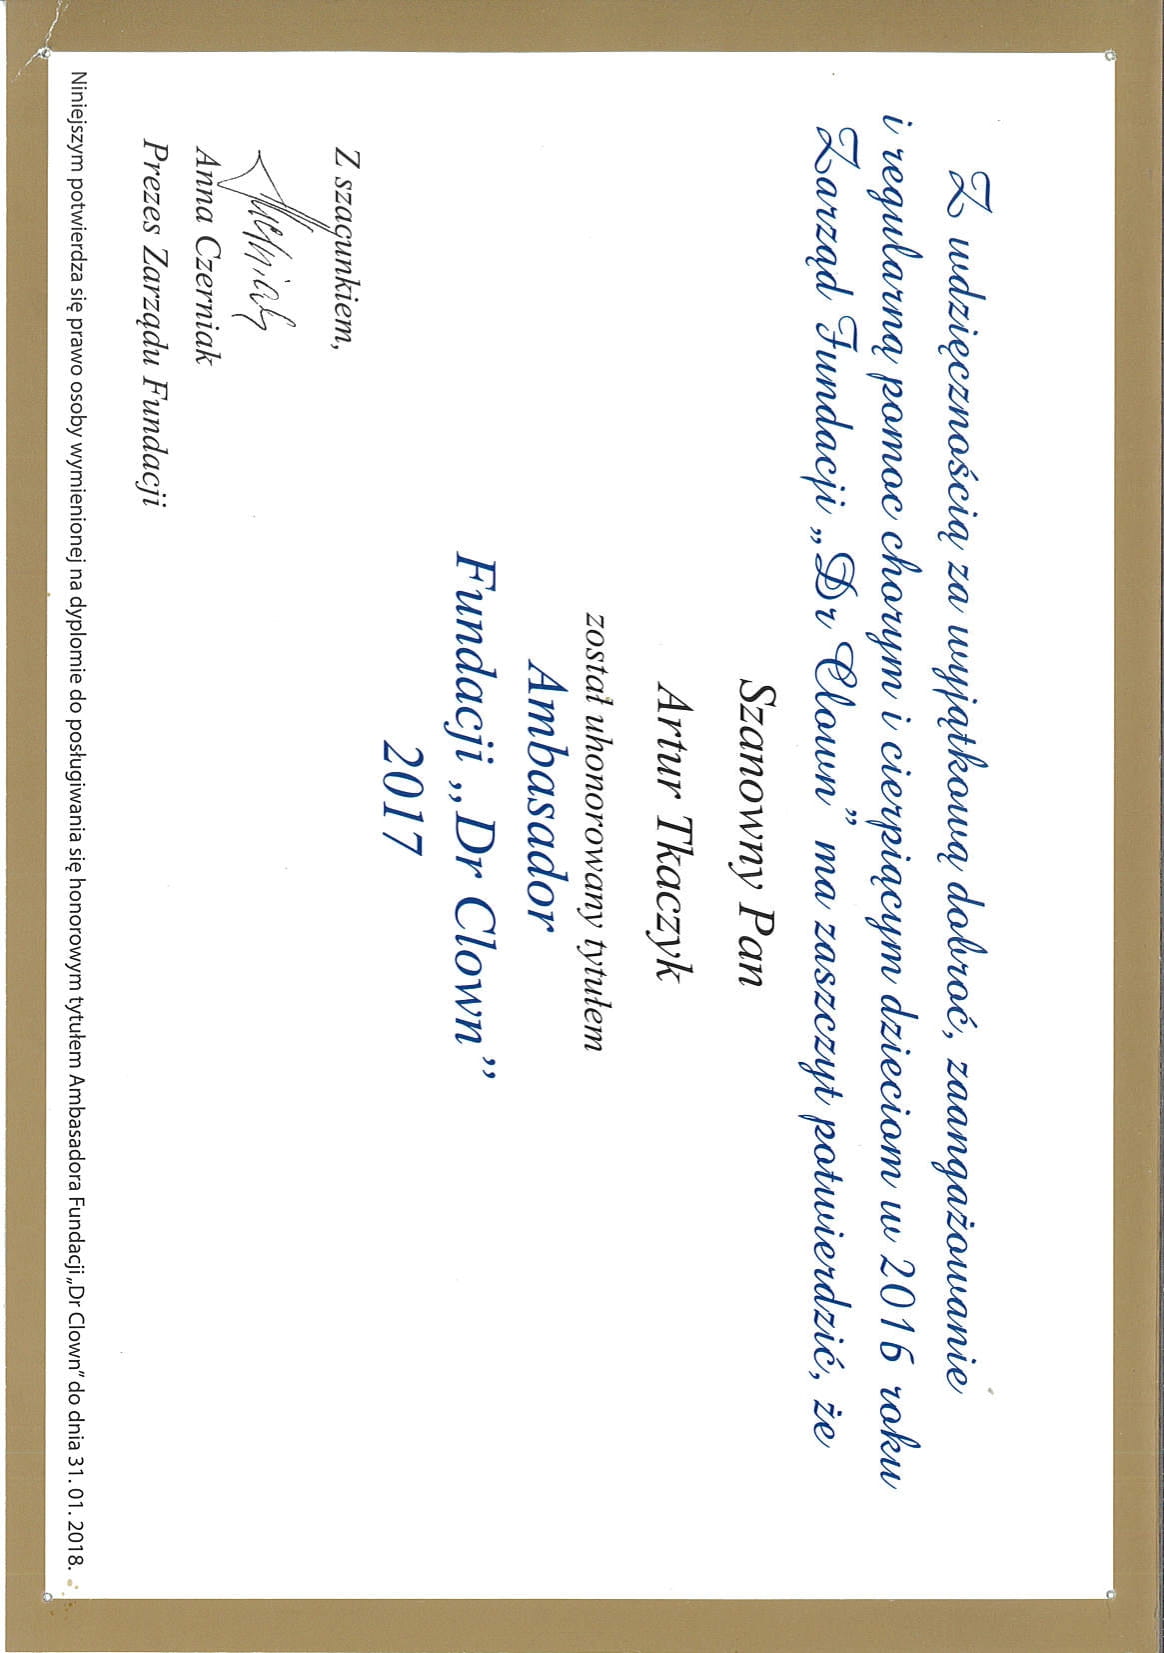 Z wdzięcznością za wyjątkową dobroć, zaangażowanie
i regularną pomoc chorym i cierpiącym dzieciom w 2016 roku
Zarząd Fundacji „Dr Clown” ma zaszczyt potwierdzić, że
Szanowny Pan
Artur Tkaczyk
został uhonorowany tytułem
Ambasador
Fundacji „Dr Clown”
2017
Z szacunkiem,
Anna Czerniak
Prezes Zarządu Fundacji
Niniejszym potwierdza się prawo osoby wymienionej na dyplomie do posługiwania się honorowym tytułem Ambasadora Fundacji „Dr Clown” do dnia 31. 01. 2018.